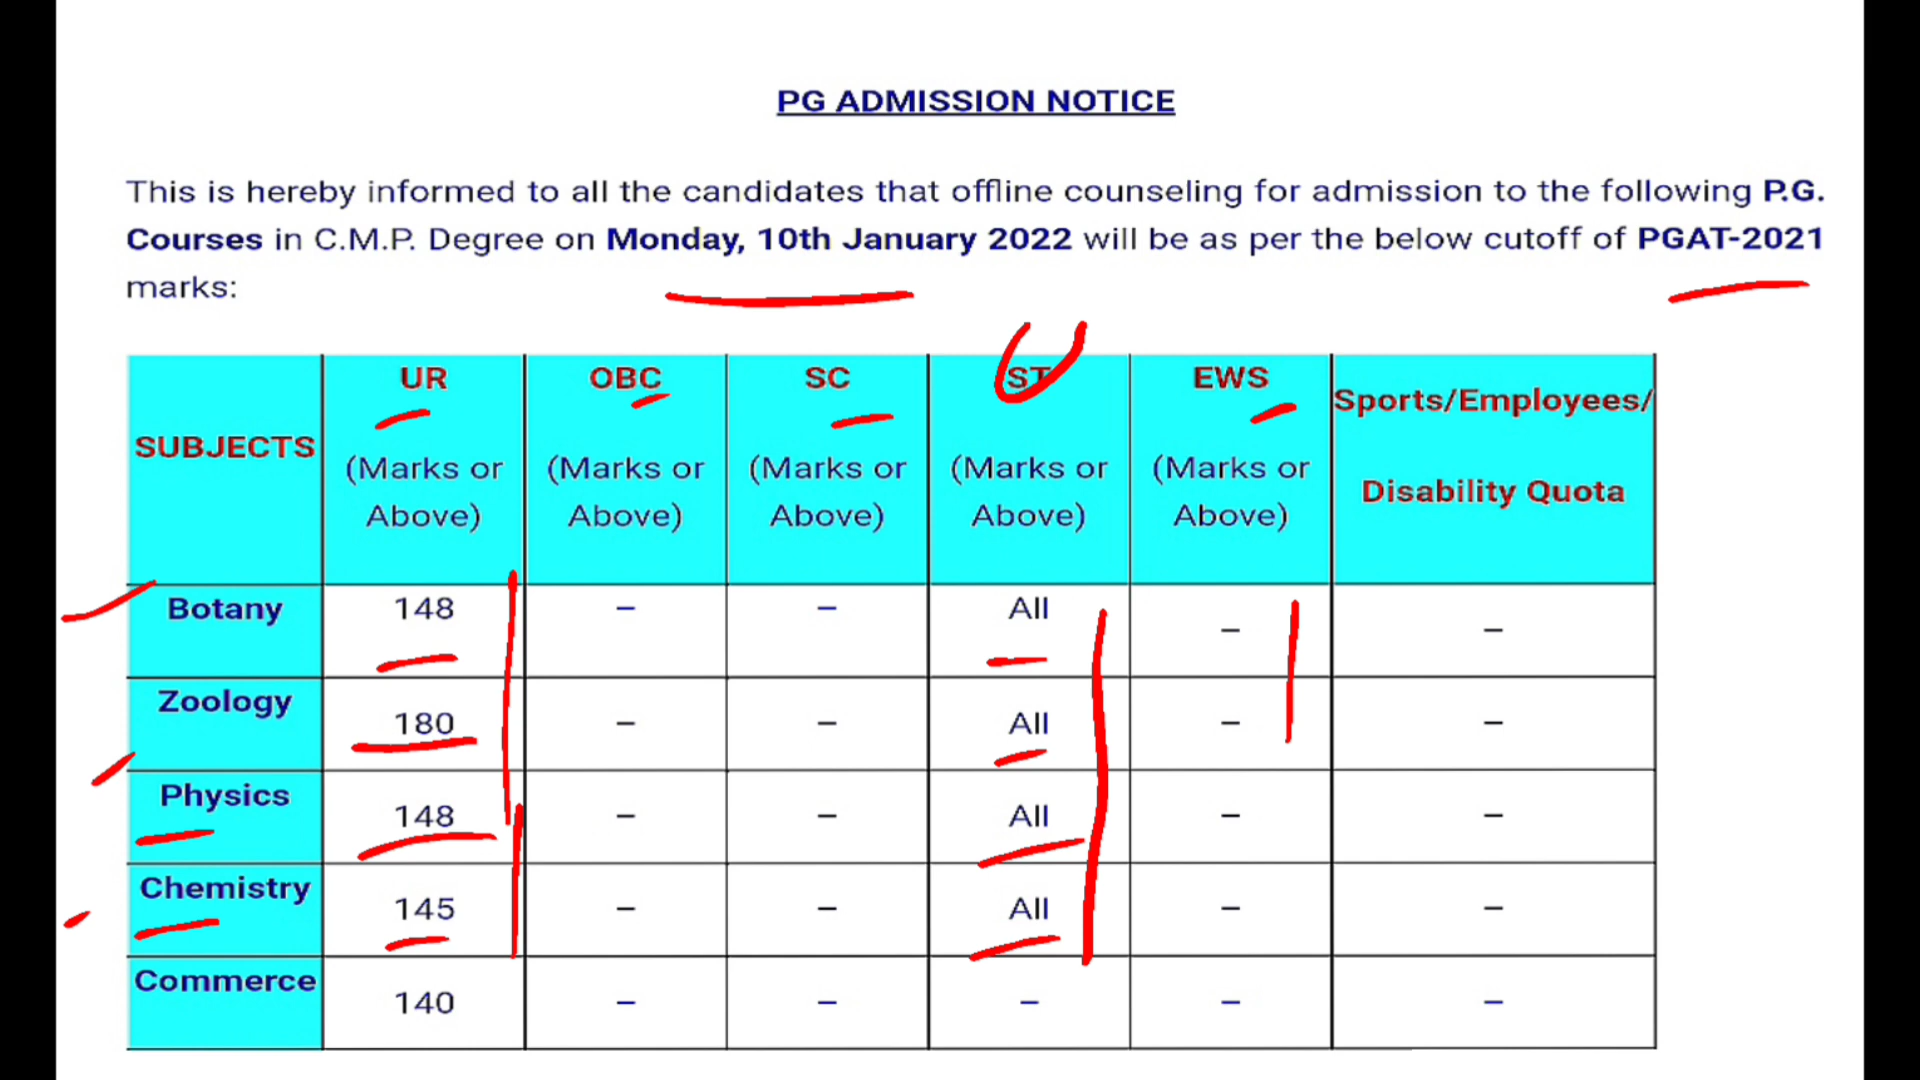 PG ADMISSION NOTICE
This is hereby informed to all the candidates that offline counseling for admission to the following P.G.
Courses in C.M.P. Degree on Monday, 10th January 2022 will be as per the below cutoff of PGAT-2021
marks:
SUBJECTS UR (Marks or Above) OBC (Marks or Above) SC (Marks or Above) ST (Marks or Above) EWS (Marks or Above) Sports/Employees/ Disability Quota
Botany 148 – – All – –
Zoology 180 – – All – –
Physics 148 – – All – –
Chemistry 145 – – All – –
Commerce 140 – – – – –